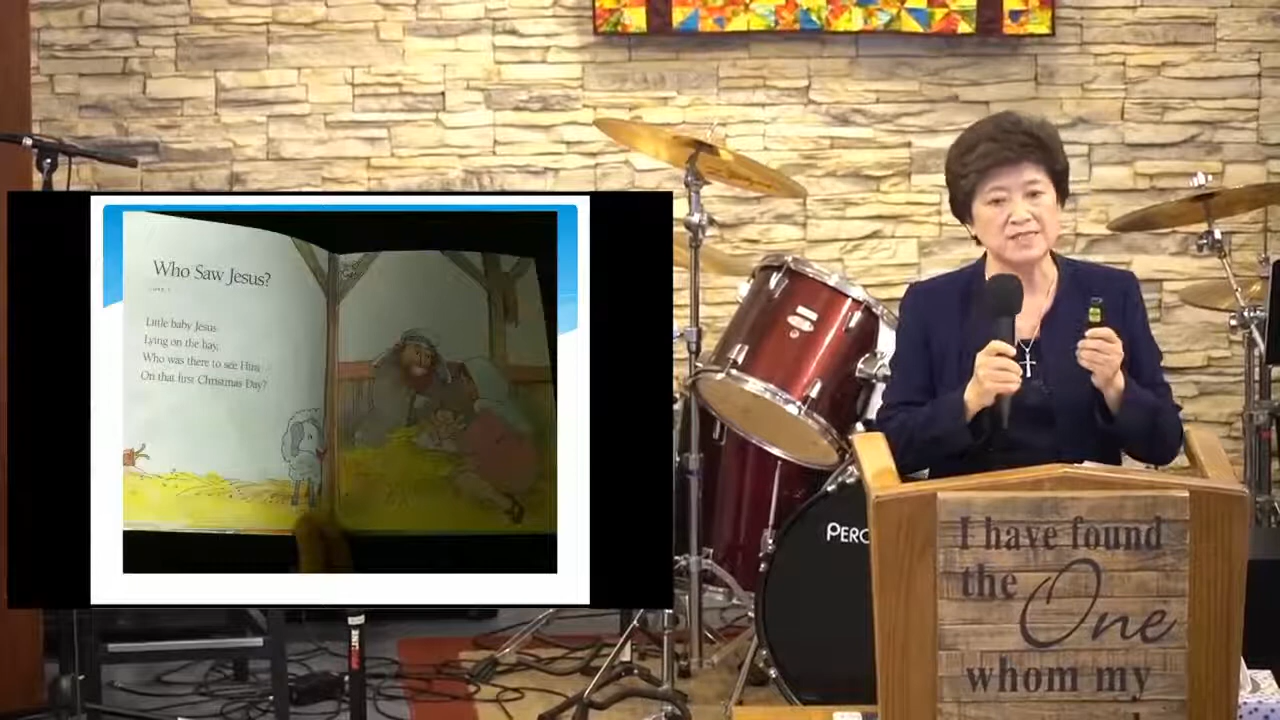 Who Saw Jesus?
Little baby Jesus
Lying on the hay,
Who was there to see Him
On that first Christmas Day?
PERC
I have found
the One
whom my